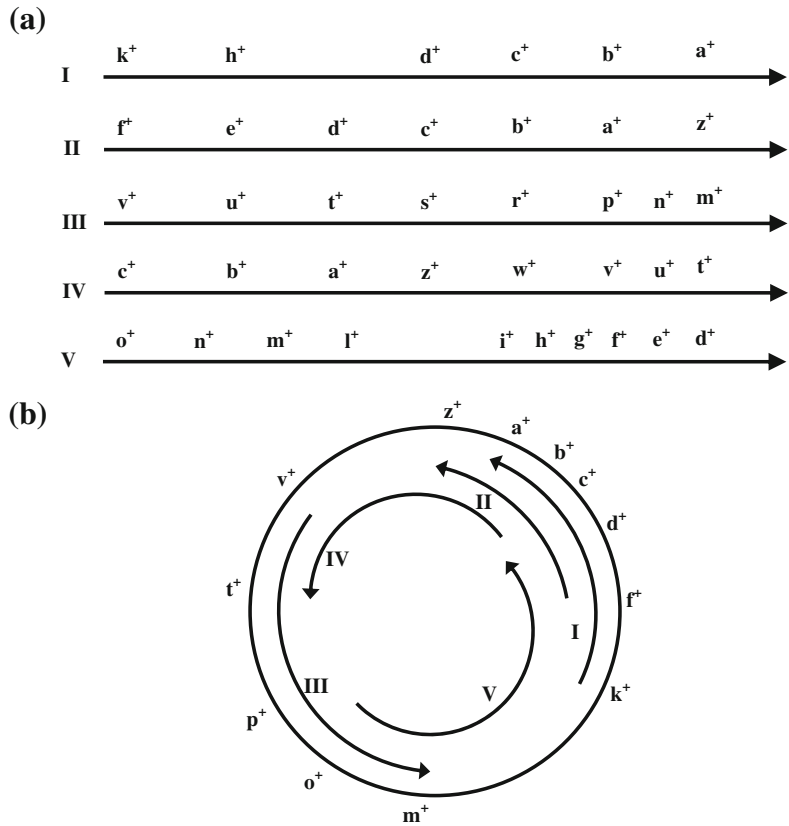 (a)
k⁺ h⁺ d⁺ c⁺ b⁺ a⁺
I
f⁺ e⁺ d⁺ c⁺ b⁺ a⁺ z⁺
II
v⁺ u⁺ t⁺ s⁺ r⁺ p⁺ n⁺ m⁺
III
c⁺ b⁺ a⁺ z⁺ w⁺ v⁺ u⁺ t⁺
IV
o⁺ n⁺ m⁺ l⁺ i⁺ h⁺ g⁺ f⁺ e⁺ d⁺
V
(b)
z⁺
a⁺
b⁺
c⁺
v⁺
II
d⁺
IV
t⁺
f⁺
I
III
V
k⁺
p⁺
o⁺
m⁺